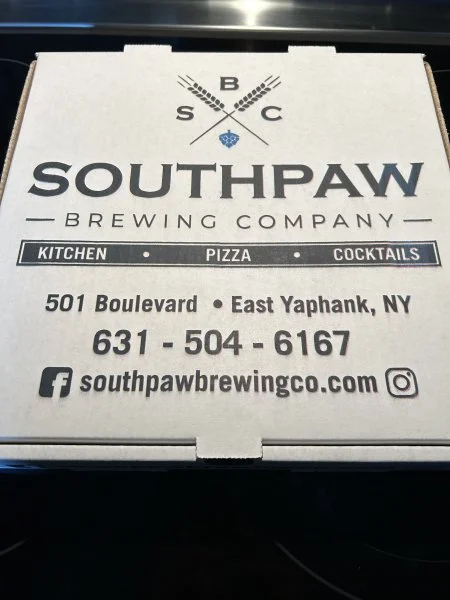 B
S C
SOUTHPAW
— BREWING COMPANY —
KITCHEN • PIZZA • COCKTAILS
501 Boulevard • East Yaphank, NY
631 - 504 - 6167
f southpawbrewingco.com